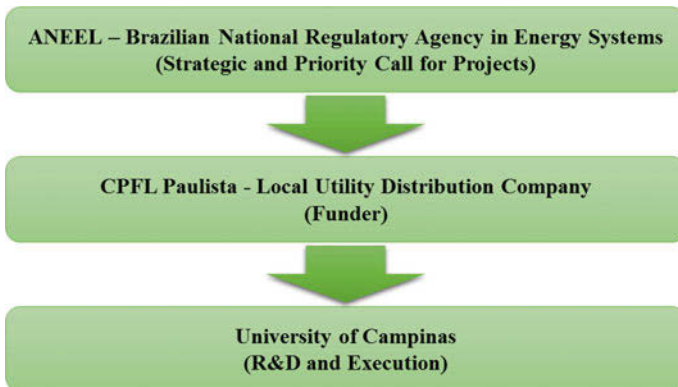 ANEEL – Brazilian National Regulatory Agency in Energy Systems
(Strategic and Priority Call for Projects)
CPFL Paulista - Local Utility Distribution Company
(Funder)
University of Campinas
(R&D and Execution)